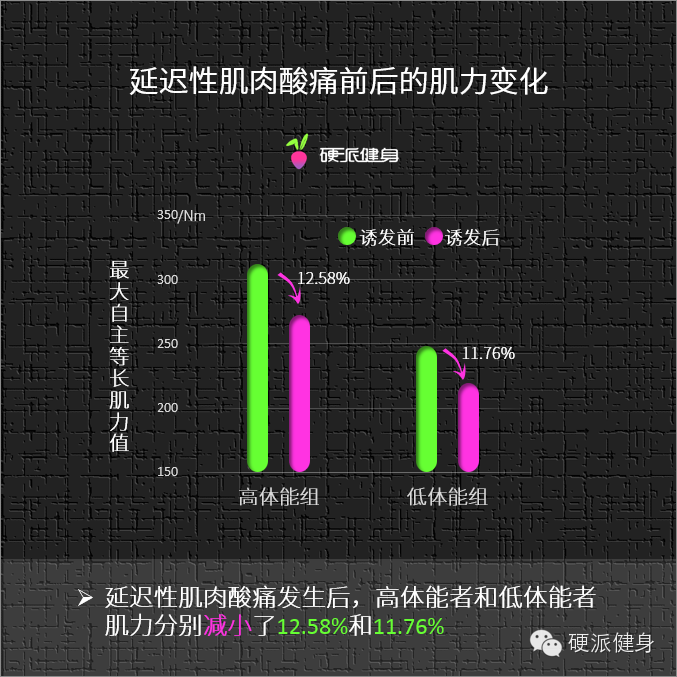 延迟性肌肉酸痛前后的肌力变化
硬派健身
350/Nm
诱发前 诱发后
最大自主等长肌力值
300
12.58%
250
11.76%
200
150
高体能组 低体能组
➢ 延迟性肌肉酸痛发生后，高体能者和低体能者
肌力分别减小了12.58%和11.76%
硬派健身